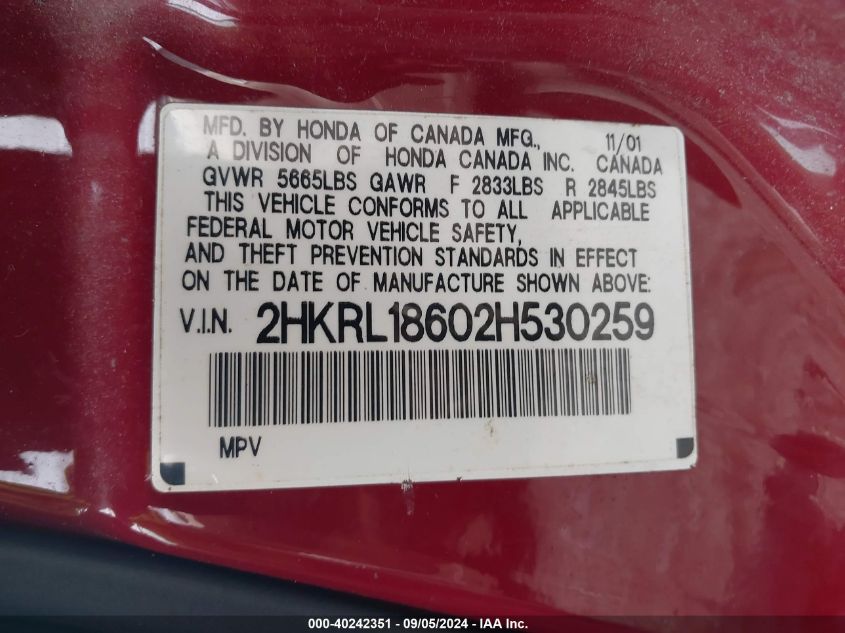 MFD. BY HONDA OF CANADA MFG., 11/01
A DIVISION OF HONDA CANADA INC. CANADA
GVWR 5665LBS GAWR F 2833LBS R 2845LBS
THIS VEHICLE CONFORMS TO ALL APPLICABLE
FEDERAL MOTOR VEHICLE SAFETY,
AND THEFT PREVENTION STANDARDS IN EFFECT
ON THE DATE OF MANUFACTURE SHOWN ABOVE:
V.I.N. 2HKRL18602H530259
MPV
000-40242351 - 09/05/2024 - IAAI Inc.